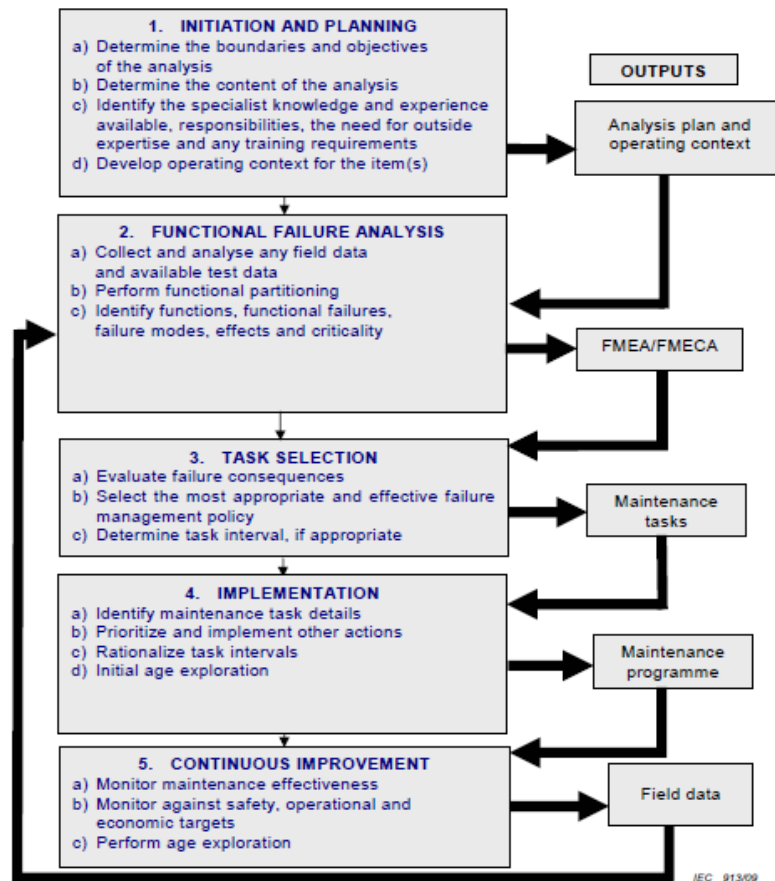 1. INITIATION AND PLANNING
a) Determine the boundaries and objectives
of the analysis
b) Determine the content of the analysis
c) Identify the specialist knowledge and experience
available, responsibilities, the need for outside
expertise and any training requirements
d) Develop operating context for the item(s)
OUTPUTS
Analysis plan and
operating context
2. FUNCTIONAL FAILURE ANALYSIS
a) Collect and analyse any field data
and available test data
b) Perform functional partitioning
c) Identify functions, functional failures,
failure modes, effects and criticality
FMEA/FMECA
3. TASK SELECTION
a) Evaluate failure consequences
b) Select the most appropriate and effective failure
management policy
c) Determine task interval, if appropriate
Maintenance
tasks
4. IMPLEMENTATION
a) Identify maintenance task details
b) Prioritize and implement other actions
c) Rationalize task intervals
d) Initial age exploration
Maintenance
programme
5. CONTINUOUS IMPROVEMENT
a) Monitor maintenance effectiveness
b) Monitor against safety, operational and
economic targets
c) Perform age exploration
Field data
IEC 913/09